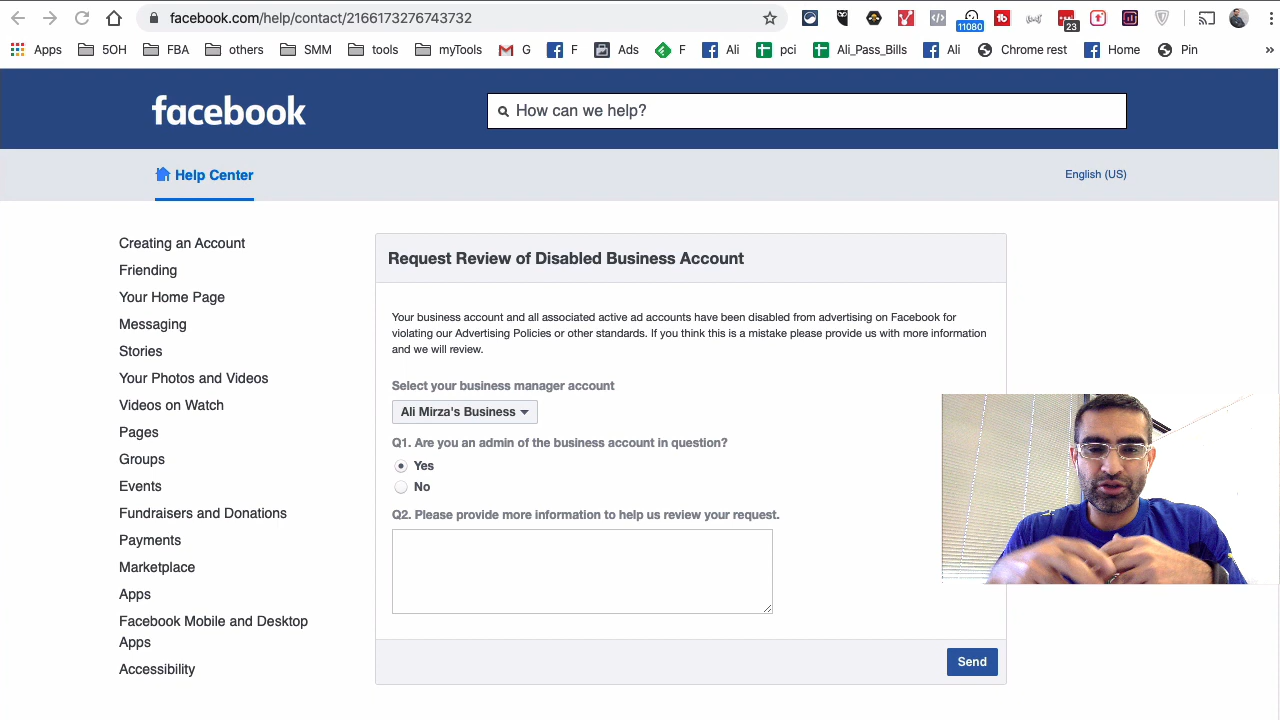 facebook.com/help/contact/2166173276743732
11080
23
Apps 5OH FBA others SMM tools myTools G F Ads F Ali pci Ali_Pass_Bills Ali Chrome rest Home Pin »
facebook
How can we help?
Help Center
English (US)
Creating an Account
Friending
Your Home Page
Messaging
Stories
Your Photos and Videos
Videos on Watch
Pages
Groups
Events
Fundraisers and Donations
Payments
Marketplace
Apps
Facebook Mobile and Desktop
Apps
Accessibility
Request Review of Disabled Business Account
Your business account and all associated active ad accounts have been disabled from advertising on Facebook for
violating our Advertising Policies or other standards. If you think this is a mistake please provide us with more information
and we will review.
Select your business manager account
Ali Mirza's Business
Q1. Are you an admin of the business account in question?
Yes
No
Q2. Please provide more information to help us review your request.
Send